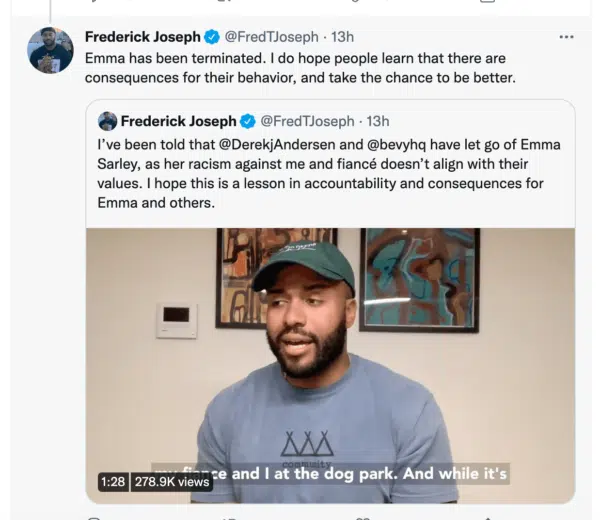 Frederick Joseph @FredTJoseph · 13h
Emma has been terminated. I do hope people learn that there are
consequences for their behavior, and take the chance to be better.
Frederick Joseph @FredTJoseph · 13h
I've been told that @DerekjAndersen and @bevyhq have let go of Emma
Sarley, as her racism against me and fiancé doesn't align with their
values. I hope this is a lesson in accountability and consequences for
Emma and others.
community
my fiance and I at the dog park. And while it's
1:28 278.9K views